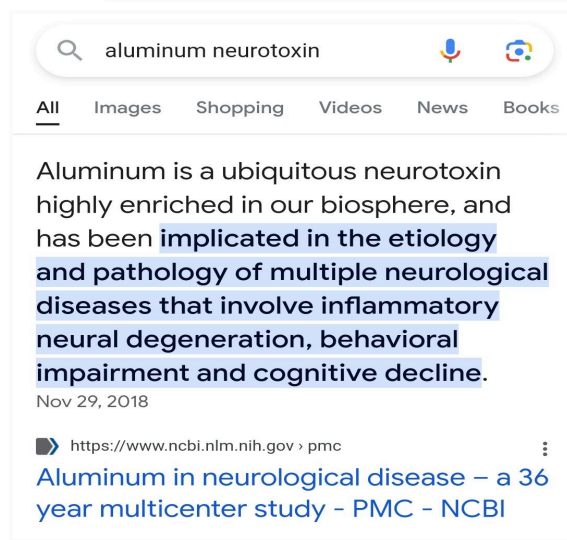 aluminum neurotoxin
All Images Shopping Videos News Books
Aluminum is a ubiquitous neurotoxin
highly enriched in our biosphere, and
has been implicated in the etiology
and pathology of multiple neurological
diseases that involve inflammatory
neural degeneration, behavioral
impairment and cognitive decline.
Nov 29, 2018
https://www.ncbi.nlm.nih.gov › pmc
Aluminum in neurological disease – a 36
year multicenter study - PMC - NCBI